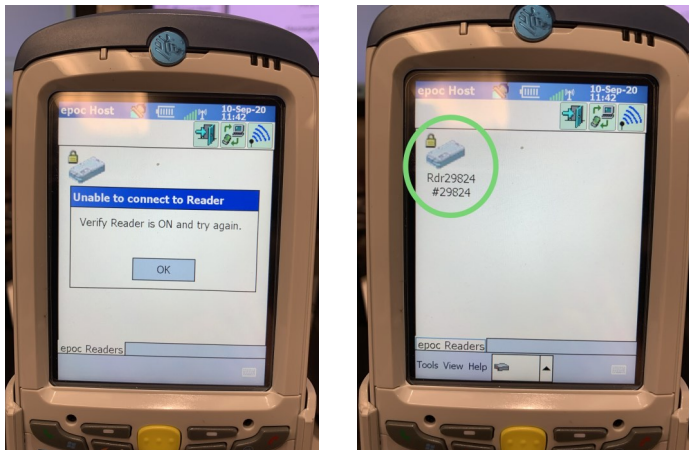 epoc Host
10-Sep-20
11:42
Unable to connect to Reader
Verify Reader is ON and try again.
OK
epoc Readers
epoc Host
10-Sep-20
11:42
Rdr29824
#29824
epoc Readers
Tools View Help